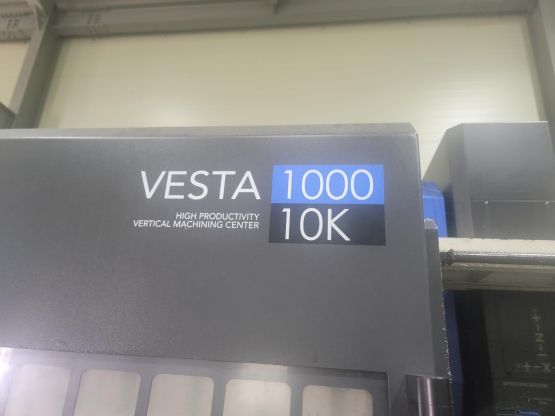 VESTA 1000
HIGH PRODUCTIVITY
VERTICAL MACHINING CENTER
10K